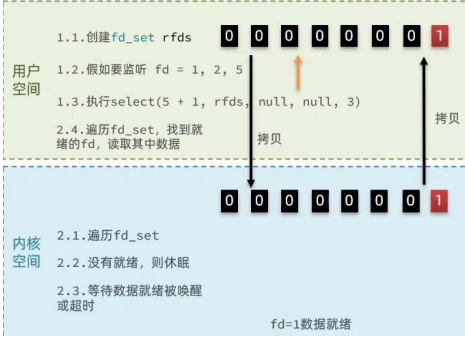 1.1.创建fd_set rfds
0 0 0 0 0 0 0 1
用户
空间
1.2.假如要监听 fd = 1, 2, 5
1.3.执行select(5 + 1, rfds, null, null, 3)
2.4.遍历fd_set，找到就
绪的fd，读取其中数据
拷贝
拷贝
0 0 0 0 0 0 0 1
内核
空间
2.1.遍历fd_set
2.2.没有就绪，则休眠
2.3.等待数据就绪被唤醒
或超时
fd=1数据就绪